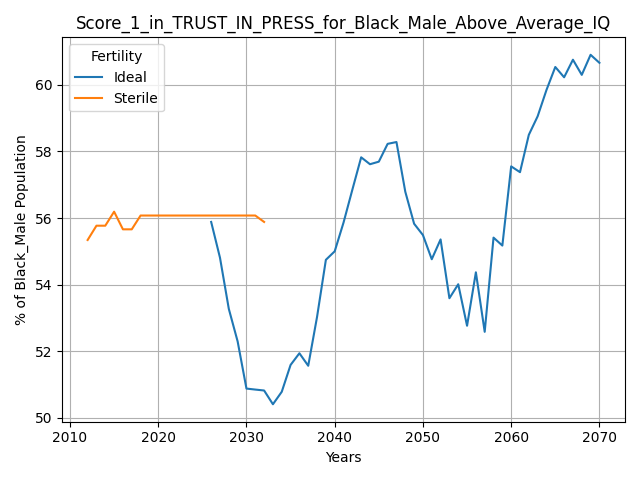 Score_1_in_TRUST_IN_PRESS_for_Black_Male_Above_Average_IQ
Fertility
Ideal
Sterile
% of Black_Male Population
60
58
56
54
52
50
2010
2020
2030
2040
2050
2060
2070
Years